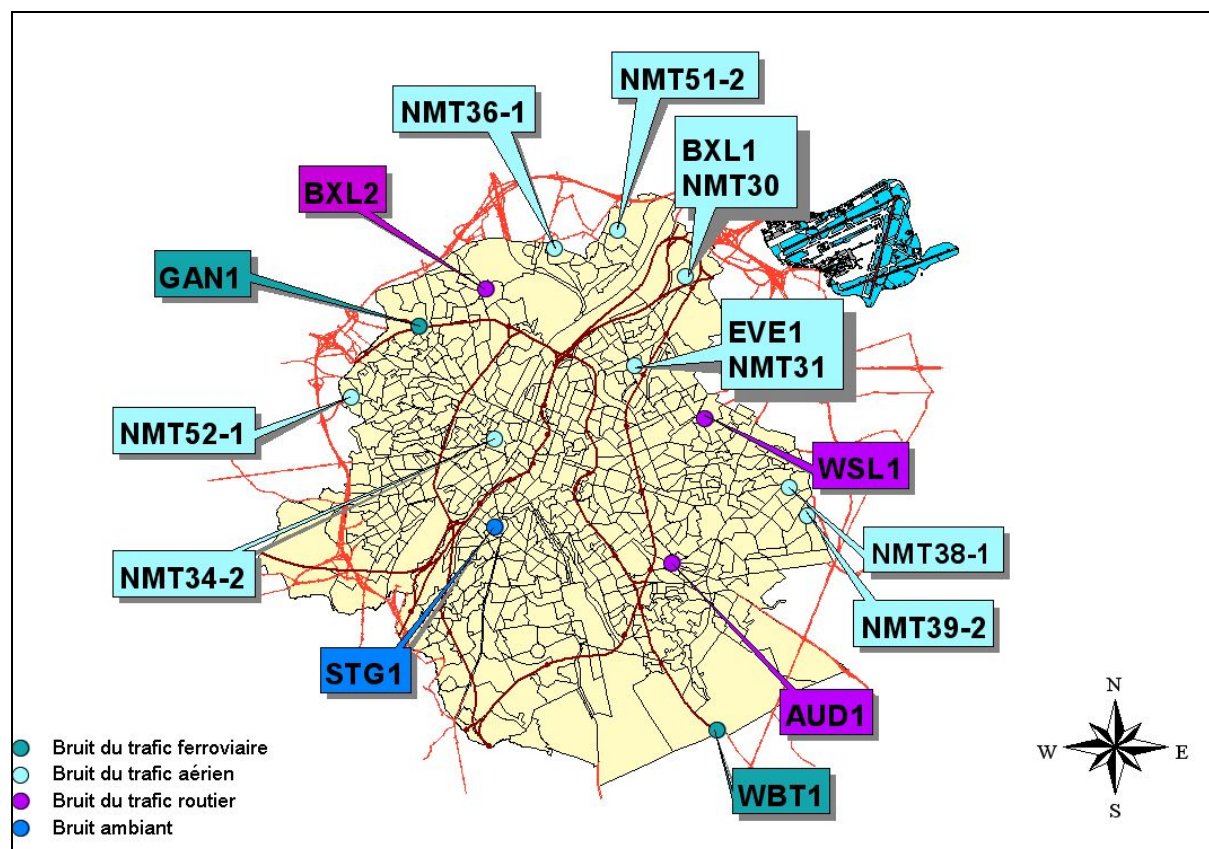 NMT51-2
NMT36-1
BXL1
NMT30
BXL2
GAN1
EVE1
NMT31
NMT52-1
WSL1
NMT34-2
NMT38-1
NMT39-2
STG1
AUD1
WBT1
N
W
E
S
Bruit du trafic ferroviaire
Bruit du trafic aérien
Bruit du trafic routier
Bruit ambiant